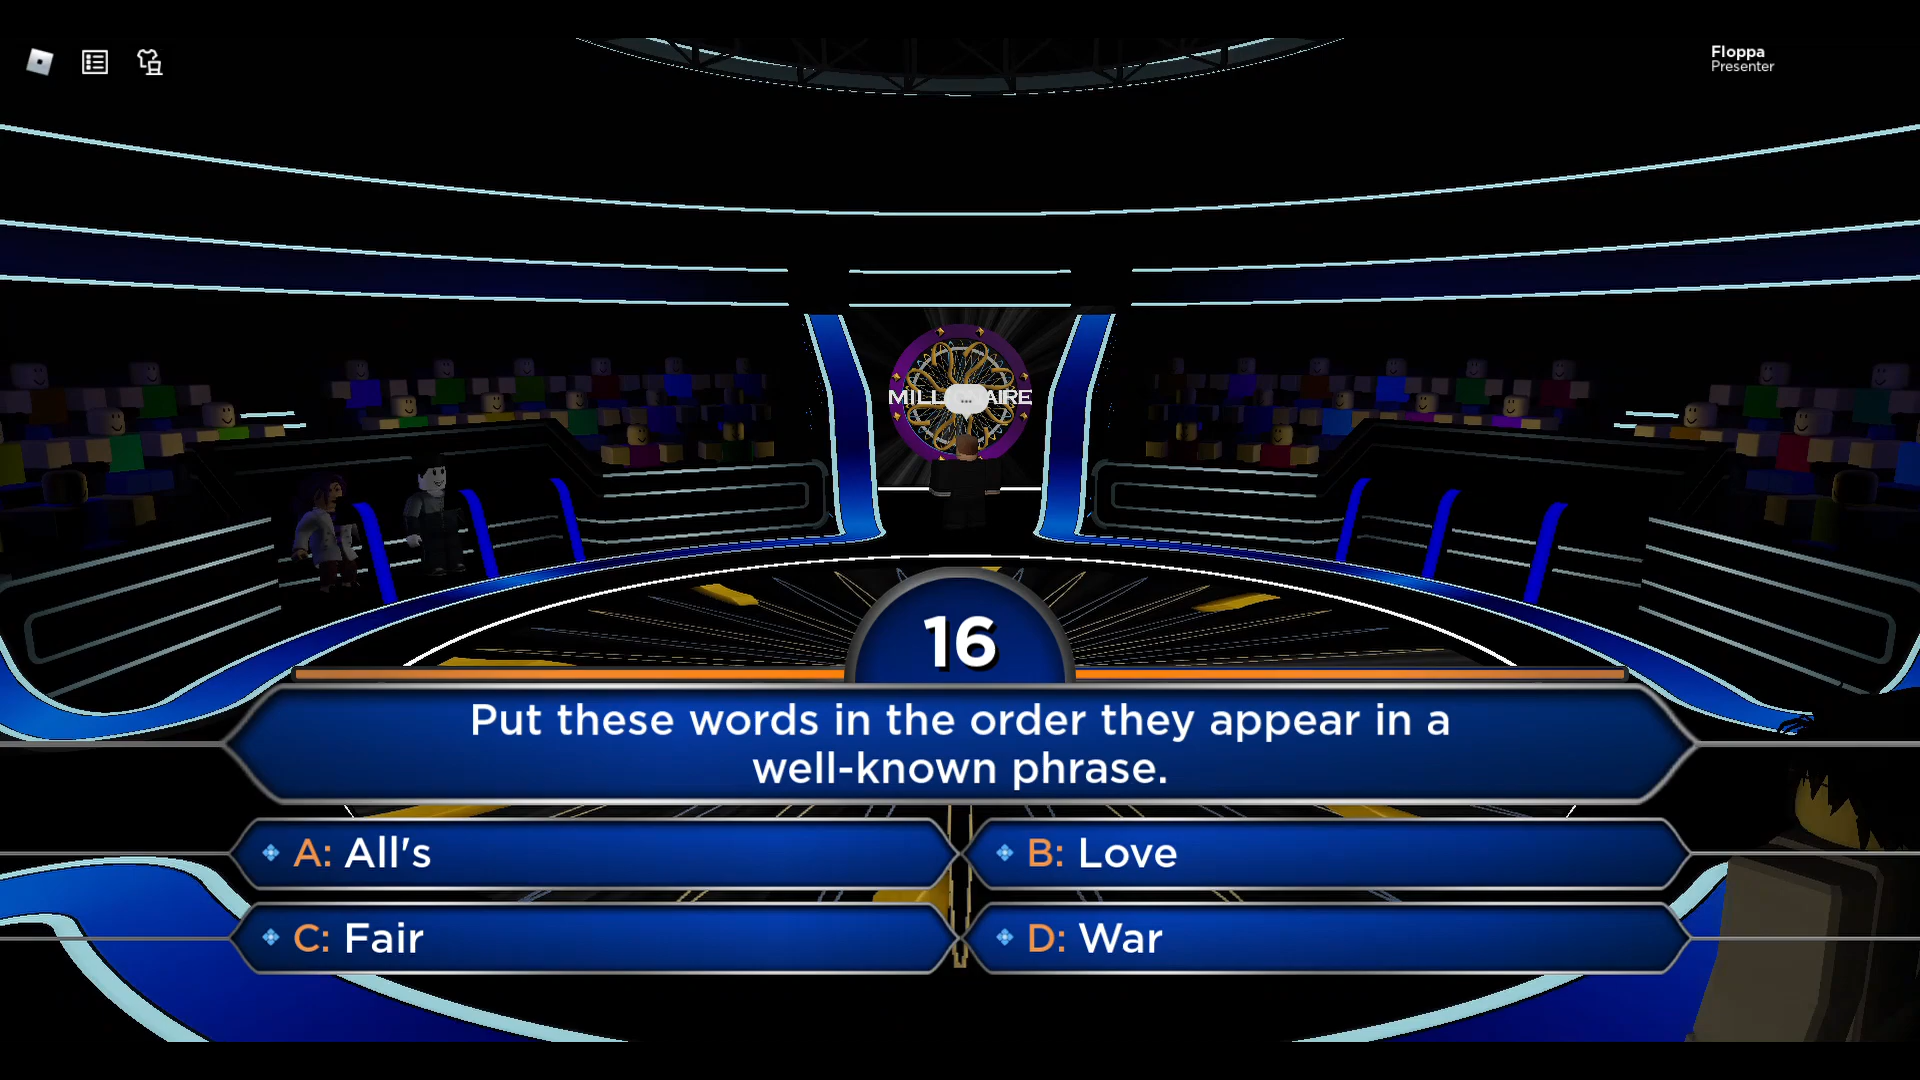 Floppa
Presenter
16
Put these words in the order they appear in a
well-known phrase.
A: All's
B: Love
C: Fair
D: War